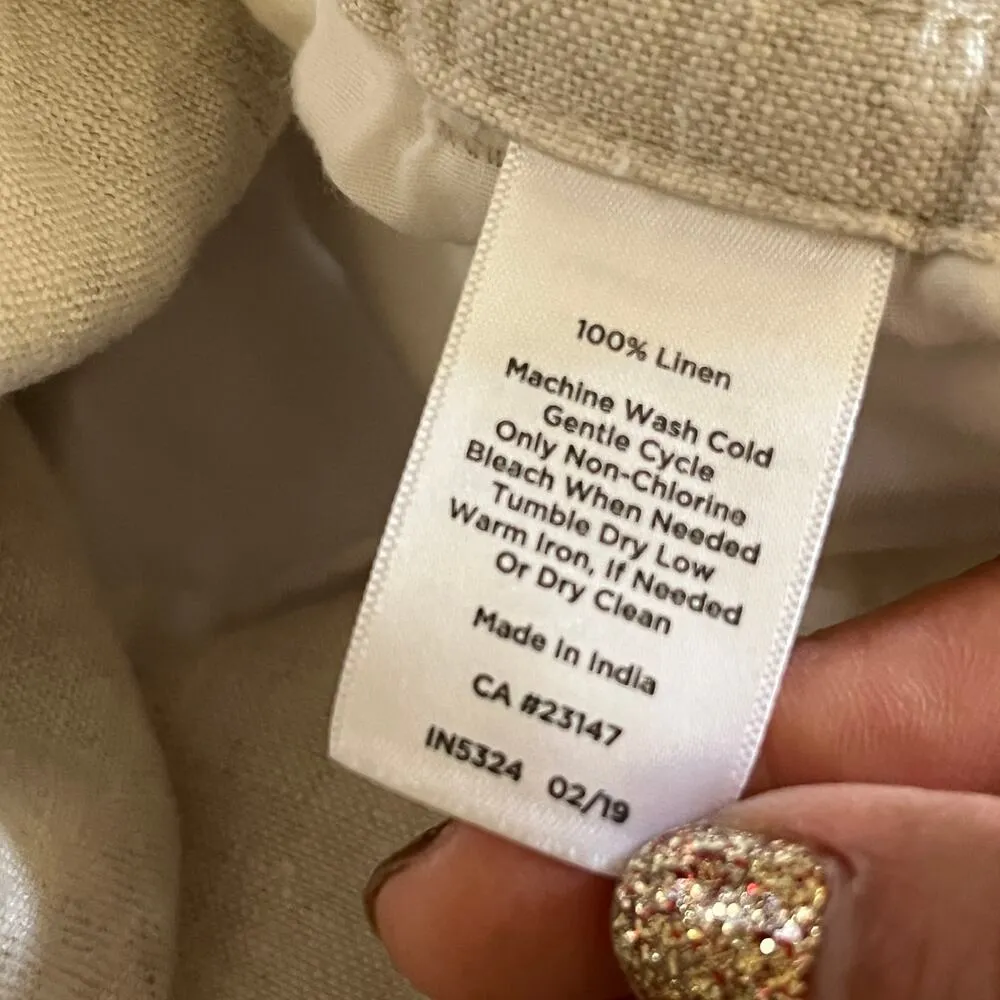 100% Linen
Machine Wash Cold
Gentle Cycle
Only Non-Chlorine
Bleach When Needed
Tumble Dry Low
Warm Iron, If Needed
Or Dry Clean
Made In India
CA #23147
IN5324 02/19